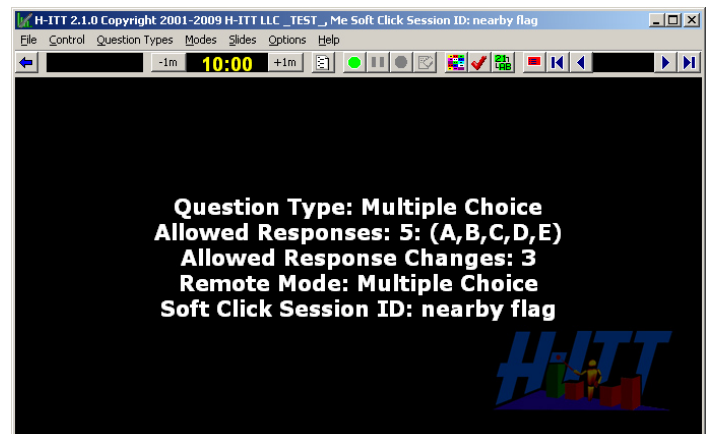 H-ITT 2.1.0 Copyright 2001-2009 H-ITT LLC _TEST_, Me Soft Click Session ID: nearby flag
File Control Question Types Modes Slides Options Help
-1m 10:00 +1m 21h LAB
Question Type: Multiple Choice
Allowed Responses: 5: (A,B,C,D,E)
Allowed Response Changes: 3
Remote Mode: Multiple Choice
Soft Click Session ID: nearby flag
H-ITT